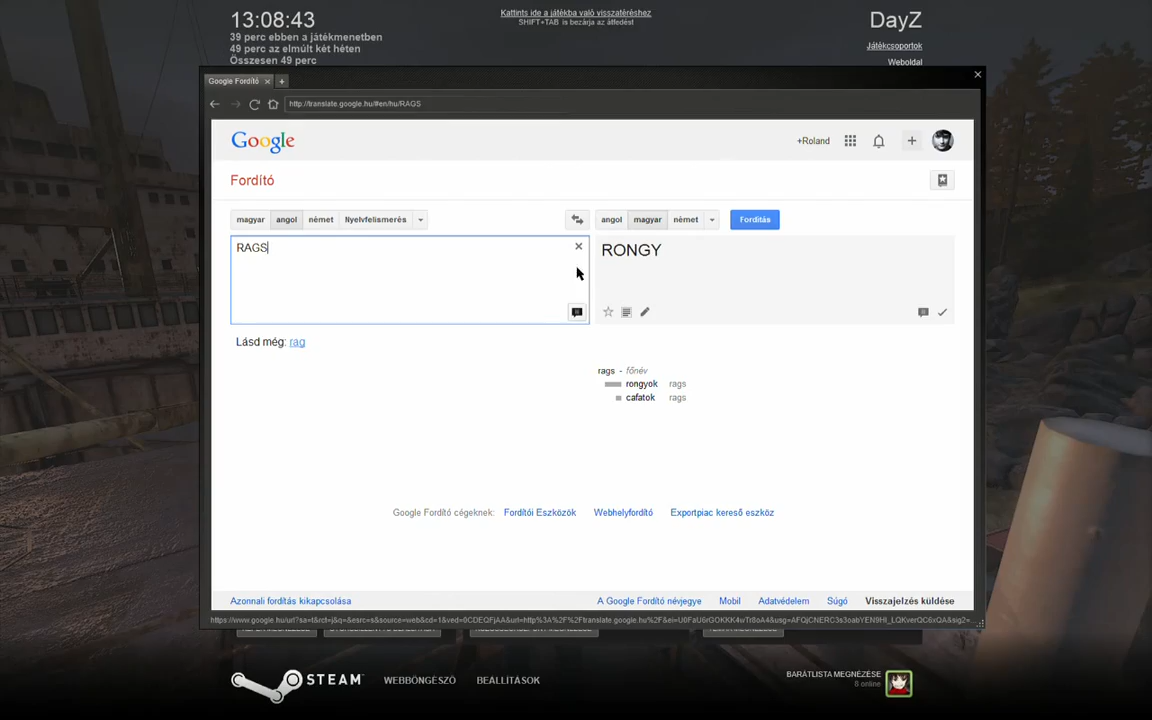 13:08:43
39 perc ebben a játékmenetben
49 perc az elmúlt két héten
Összesen 49 perc
Kattints ide a játékba való visszatéréshez
SHIFT+TAB is bezárja az átfedést
DayZ
Játékcsoportok
Weboldal
Google Fordító
http://translate.google.hu/#en/hu/RAGS
Google
+Roland
Fordító
magyar angol német Nyelvfelismerés
angol magyar német Fordítás
RAGS
RONGY
Lásd még: rag
rags - főnév
rongyok rags
cafatok rags
Google Fordító cégeknek: Fordítói Eszközök Webhelyfordító Exportpiac kereső eszköz
Azonnali fordítás kikapcsolása
A Google Fordító névjegye Mobil Adatvédelem Súgó Visszajelzés küldése
STEAM WEBBÖNGÉSZŐ BEÁLLÍTÁSOK
BARÁTLISTA MEGNÉZÉSE
8 online